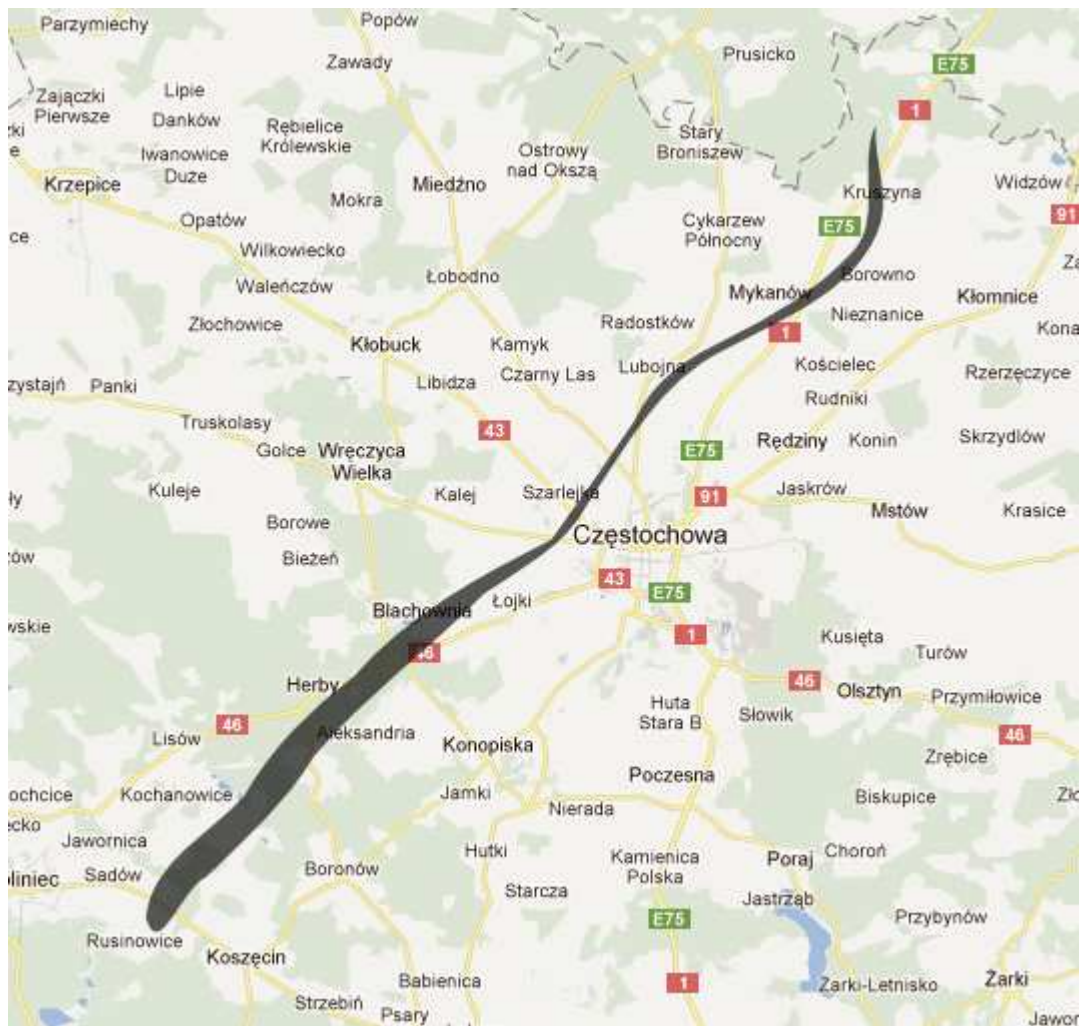 Parzymiechy
Popów
Prusicko
E75
Zawady
Zajączki
Pierwsze
Lipie
Danków
1
Rębielice
Królewskie
Stary
Broniszew
Iwanowice
Duże
Ostrowy
nad Okszą
Krzepice
Miedźno
Kruszyna
Widzów
Mokra
91
Opatów
Cykarzew
Północny
E75
Wilkowiecko
Łobodno
Borowno
Waleńczów
Mykanów
Kłomnice
Złochowice
Radostków
Nieznanice
1
Kłobuck
Kamyk
Lubojna
Kościelec
Czarny Las
Rzerzęczyce
Panki
Libidza
Rudniki
Truskolasy
43
Rędziny
Konin
Skrzydlów
Golce
Wręczyca
Wielka
E75
Kuleje
Kalej
Szarlejka
91
Jaskrów
Mstów
Krasice
Borowe
Częstochowa
Bieżeń
43
E75
Blachownia
Łojki
1
Kusięta
46
Turów
Herby
46
Olsztyn
Przymiłowice
Huta
Stara B
Słowik
46
Lisów
Aleksandria
46
Konopiska
Zrębice
Poczesna
Kochanowice
Jamki
Nierada
Biskupice
Jawornica
Hutki
Choroń
Sadów
Boronów
Kamienica
Polska
Poraj
Starcza
Jastrząb
E75
Przybynów
Rusinowice
Koszęcin
Babienica
1
Żarki-Letnisko
Żarki
Strzebiń
Psary